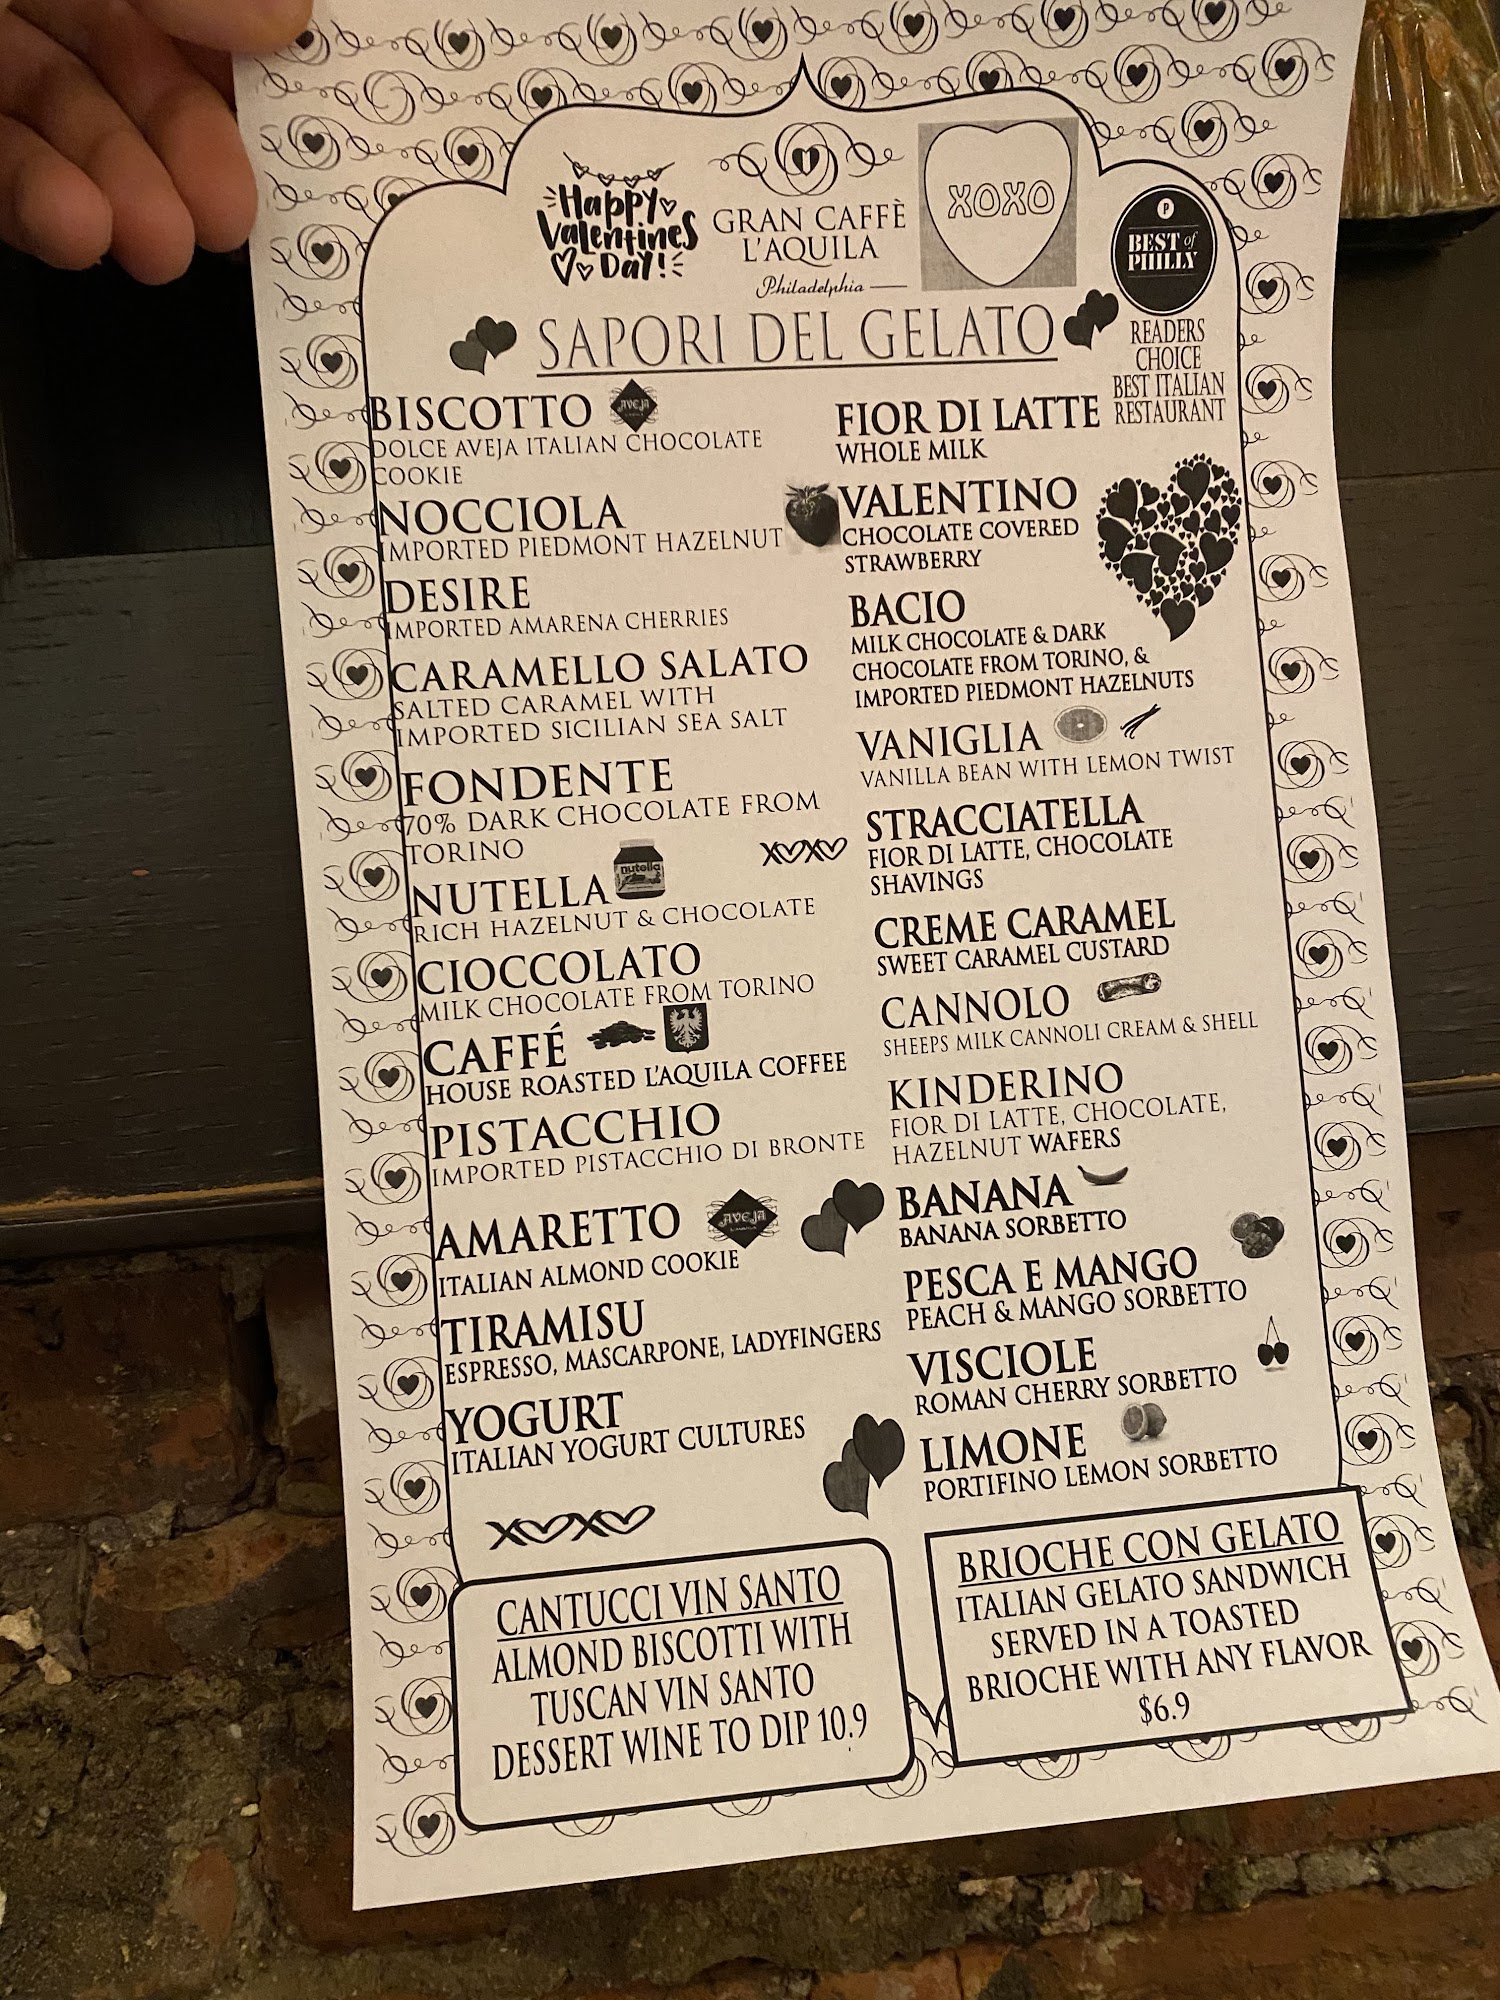 Happy
Valentines
Day!
GRAN CAFFÈ
L'AQUILA
Philadelphia
XOXO
P
BEST of
PHILLY
READERS
CHOICE
BEST ITALIAN
RESTAURANT
SAPORI DEL GELATO
BISCOTTO
AVEJA
DOLCE AVEJA ITALIAN CHOCOLATE
COOKIE
NOCCIOLA
IMPORTED PIEDMONT HAZELNUT
DESIRE
IMPORTED AMARENA CHERRIES
CARAMELLO SALATO
SALTED CARAMEL WITH
IMPORTED SICILIAN SEA SALT
FONDENTE
70% DARK CHOCOLATE FROM
TORINO
NUTELLA
nutella
RICH HAZELNUT & CHOCOLATE
CIOCCOLATO
MILK CHOCOLATE FROM TORINO
CAFFÉ
HOUSE ROASTED L'AQUILA COFFEE
PISTACCHIO
IMPORTED PISTACCHIO DI BRONTE
AMARETTO
AVEJA
ITALIAN ALMOND COOKIE
TIRAMISU
ESPRESSO, MASCARPONE, LADYFINGERS
YOGURT
ITALIAN YOGURT CULTURES
XOXO
FIOR DI LATTE
WHOLE MILK
VALENTINO
CHOCOLATE COVERED
STRAWBERRY
BACIO
MILK CHOCOLATE & DARK
CHOCOLATE FROM TORINO, &
IMPORTED PIEDMONT HAZELNUTS
VANIGLIA
VANILLA BEAN WITH LEMON TWIST
XOXO
STRACCIATELLA
FIOR DI LATTE, CHOCOLATE
SHAVINGS
CREME CARAMEL
SWEET CARAMEL CUSTARD
CANNOLO
SHEEPS MILK CANNOLI CREAM & SHELL
KINDERINO
FIOR DI LATTE, CHOCOLATE,
HAZELNUT WAFERS
BANANA
BANANA SORBETTO
PESCA E MANGO
PEACH & MANGO SORBETTO
VISCIOLE
ROMAN CHERRY SORBETTO
LIMONE
PORTIFINO LEMON SORBETTO
CANTUCCI VIN SANTO
ALMOND BISCOTTI WITH
TUSCAN VIN SANTO
DESSERT WINE TO DIP 10.9
BRIOCHE CON GELATO
ITALIAN GELATO SANDWICH
SERVED IN A TOASTED
BRIOCHE WITH ANY FLAVOR
$6.9